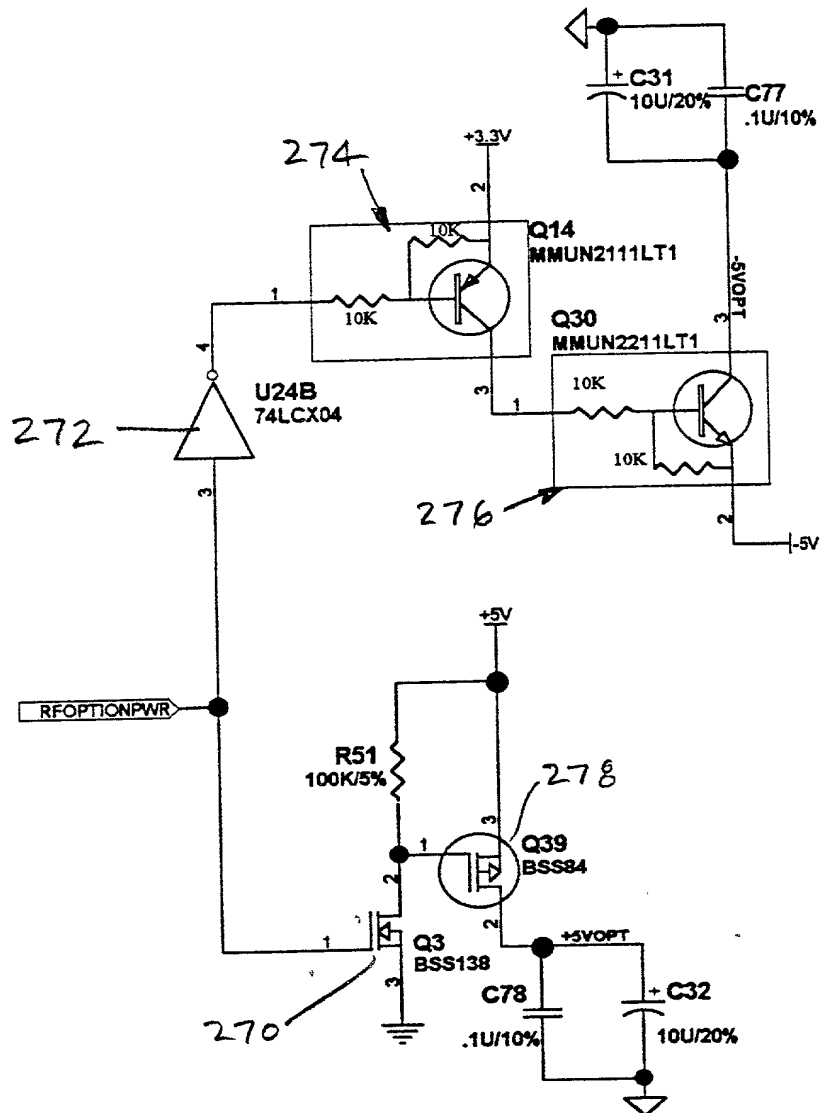 C31
10U/20%
C77
.1U/10%
274
+3.3V
2
10K
Q14
MMUN2111LT1
1
10K
3
-5VOPT
3
Q30
MMUN2211LT1
4
U24B
74LCX04
272
3
1
10K
10K
276
2
-5V
+5V
RFOPTIONPWR
R51
100K/5%
278
3
Q39
BSS84
1
2
2
+5VOPT
1
Q3
BSS138
3
270
C78
.1U/10%
+
C32
10U/20%
+